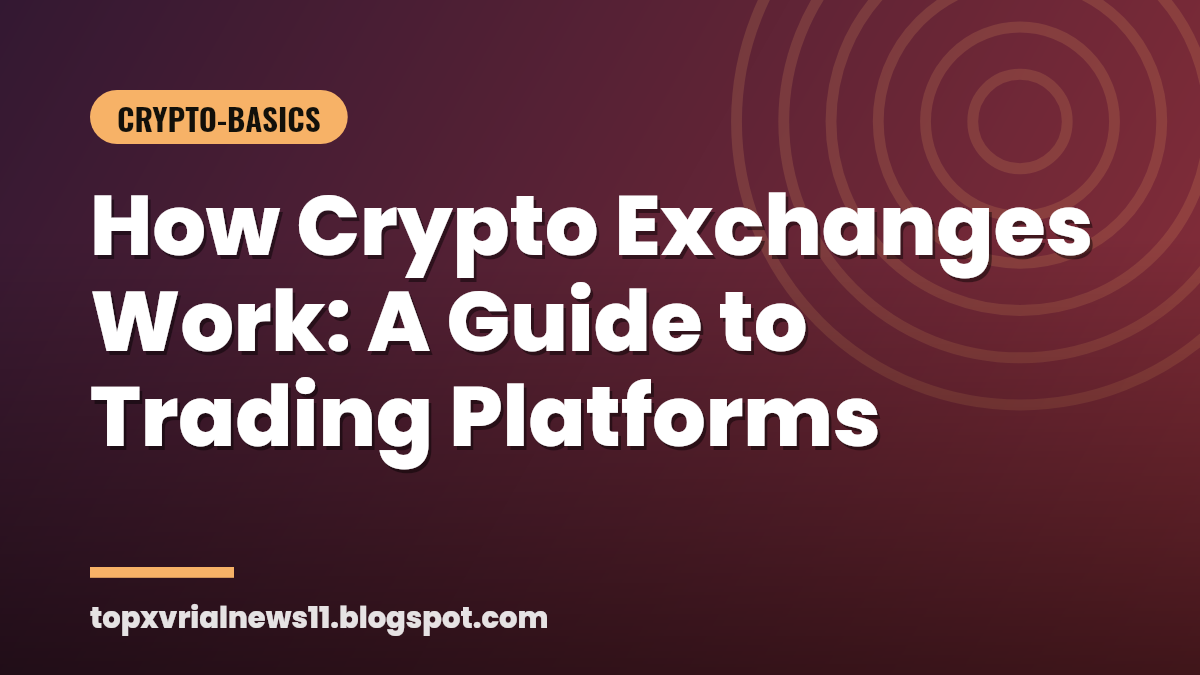 CRYPTO-BASICS
How Crypto Exchanges
Work: A Guide to
Trading Platforms
topxvrialnews11.blogspot.com